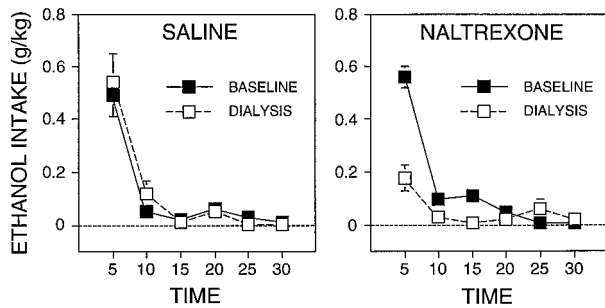 ETHANOL INTAKE (g/kg)
SALINE
BASELINE
DIALYSIS
0.8
0.6
0.4
0.2
0
5 10 15 20 25 30
TIME
NALTREXONE
BASELINE
DIALYSIS
0.8
0.6
0.4
0.2
0
5 10 15 20 25 30
TIME